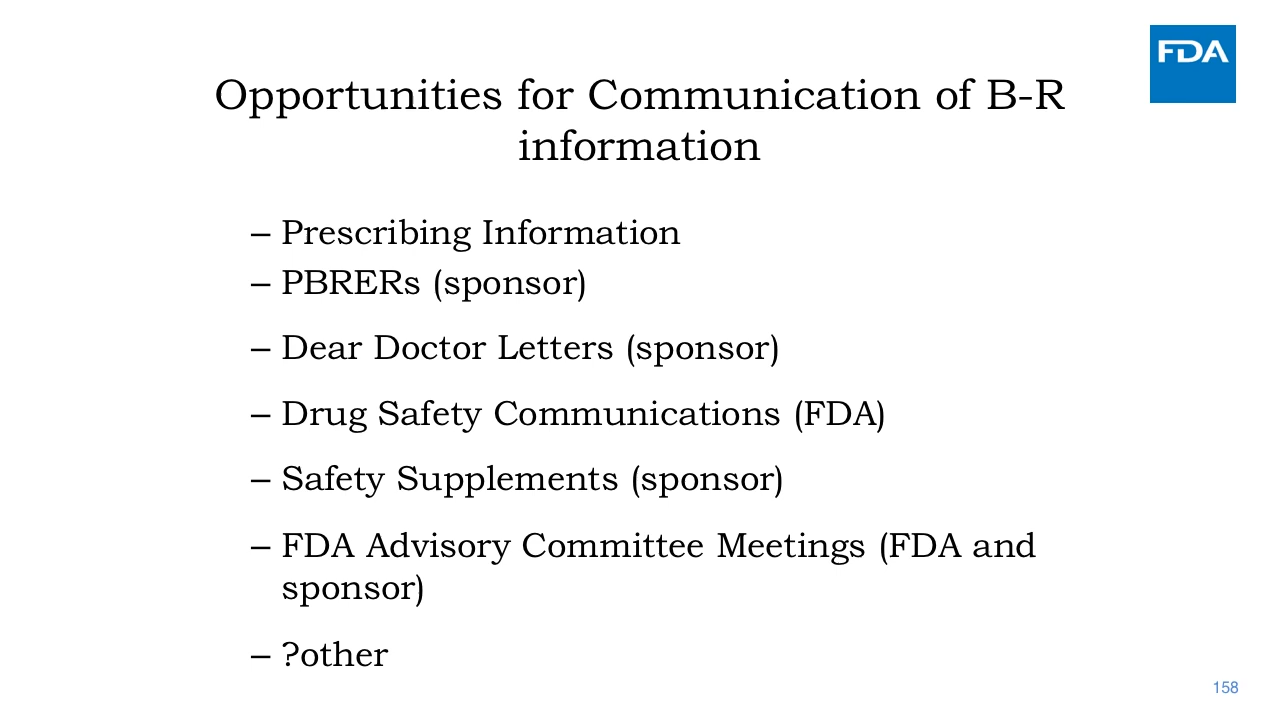 FDA
Opportunities for Communication of B-R
information
– Prescribing Information
– PBRERs (sponsor)
– Dear Doctor Letters (sponsor)
– Drug Safety Communications (FDA)
– Safety Supplements (sponsor)
– FDA Advisory Committee Meetings (FDA and
sponsor)
– ?other
158